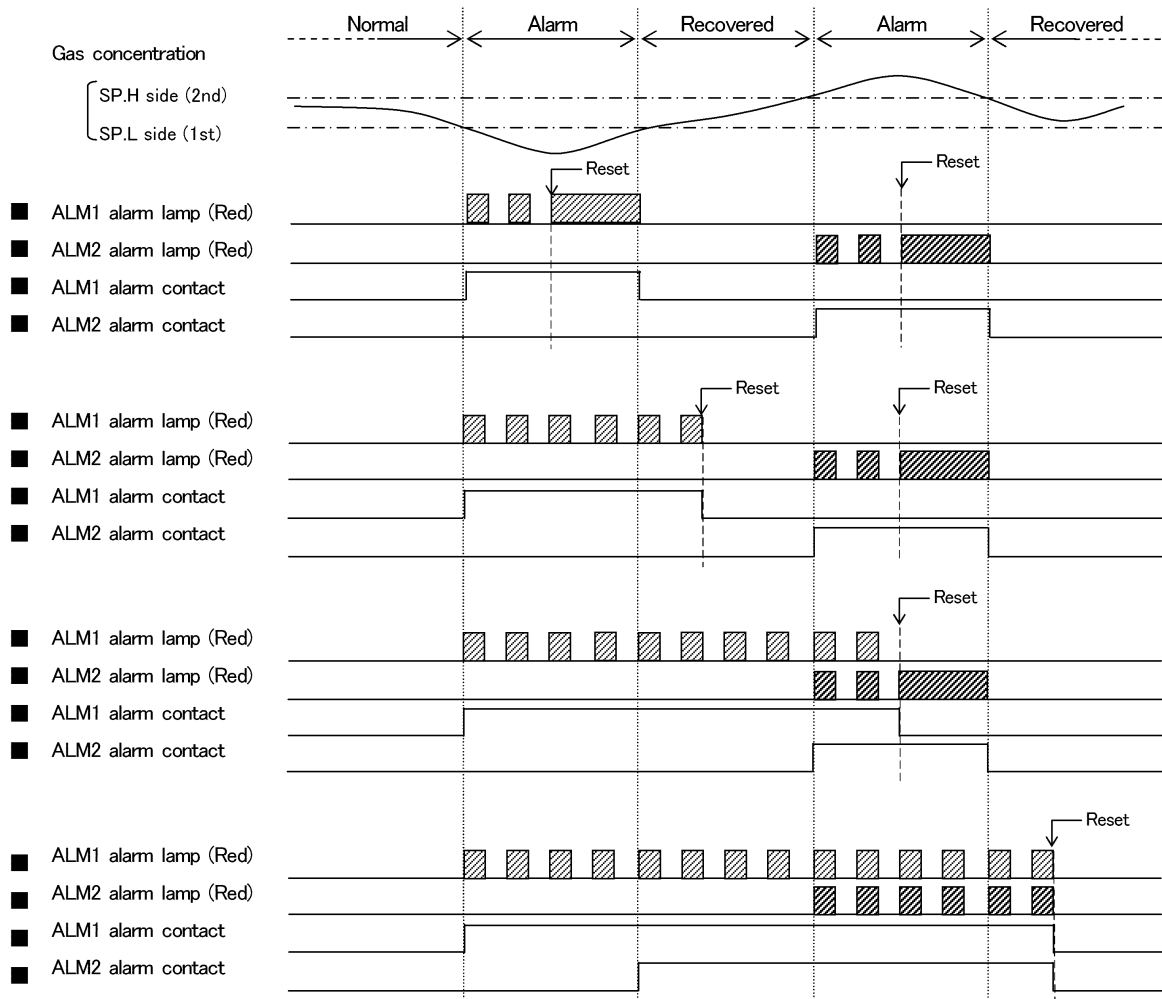 Normal Alarm Recovered Alarm Recovered
Gas concentration
SP.H side (2nd)
SP.L side (1st)
Reset Reset
ALM1 alarm lamp (Red)
ALM2 alarm lamp (Red)
ALM1 alarm contact
ALM2 alarm contact
Reset Reset
ALM1 alarm lamp (Red)
ALM2 alarm lamp (Red)
ALM1 alarm contact
ALM2 alarm contact
Reset
ALM1 alarm lamp (Red)
ALM2 alarm lamp (Red)
ALM1 alarm contact
ALM2 alarm contact
Reset
ALM1 alarm lamp (Red)
ALM2 alarm lamp (Red)
ALM1 alarm contact
ALM2 alarm contact